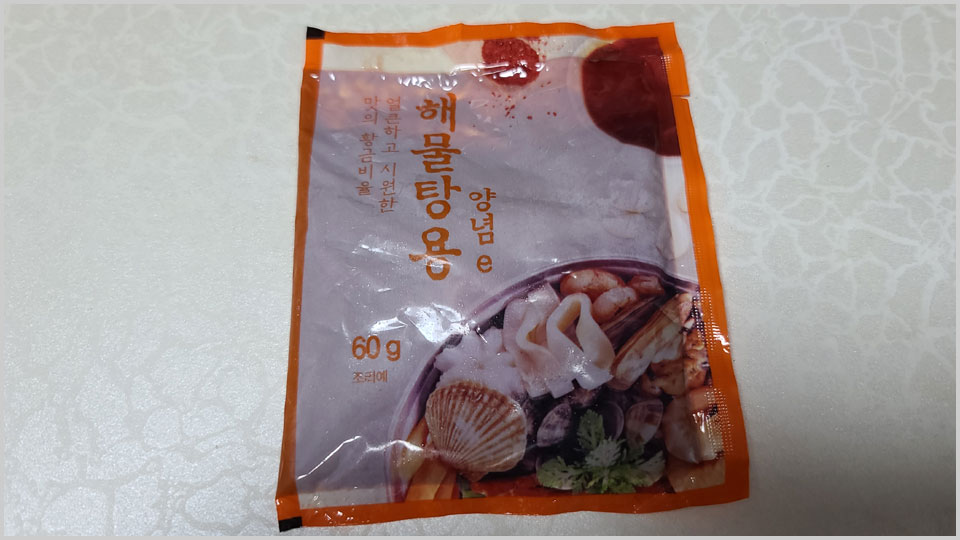 해물탕용
양념e
얼큰하고 시원한
맛의 황금비율
60g
조리예